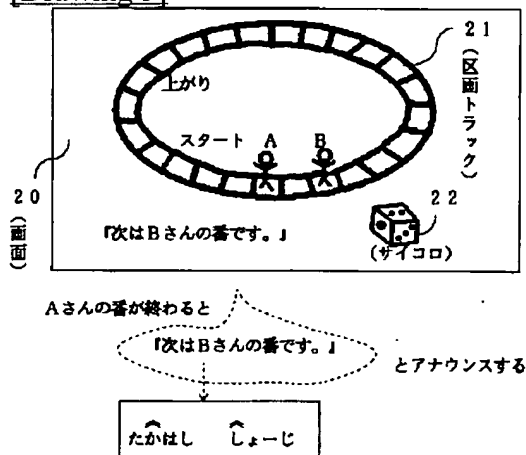 [Drawing 3]
21
(区画トラック)
上がり
スタート A B
20
(画面)
22
(サイコロ)
『次はBさんの番です。』
Aさんの番が終わると
『次はBさんの番です。』
とアナウンスする
たかはし しょーじ